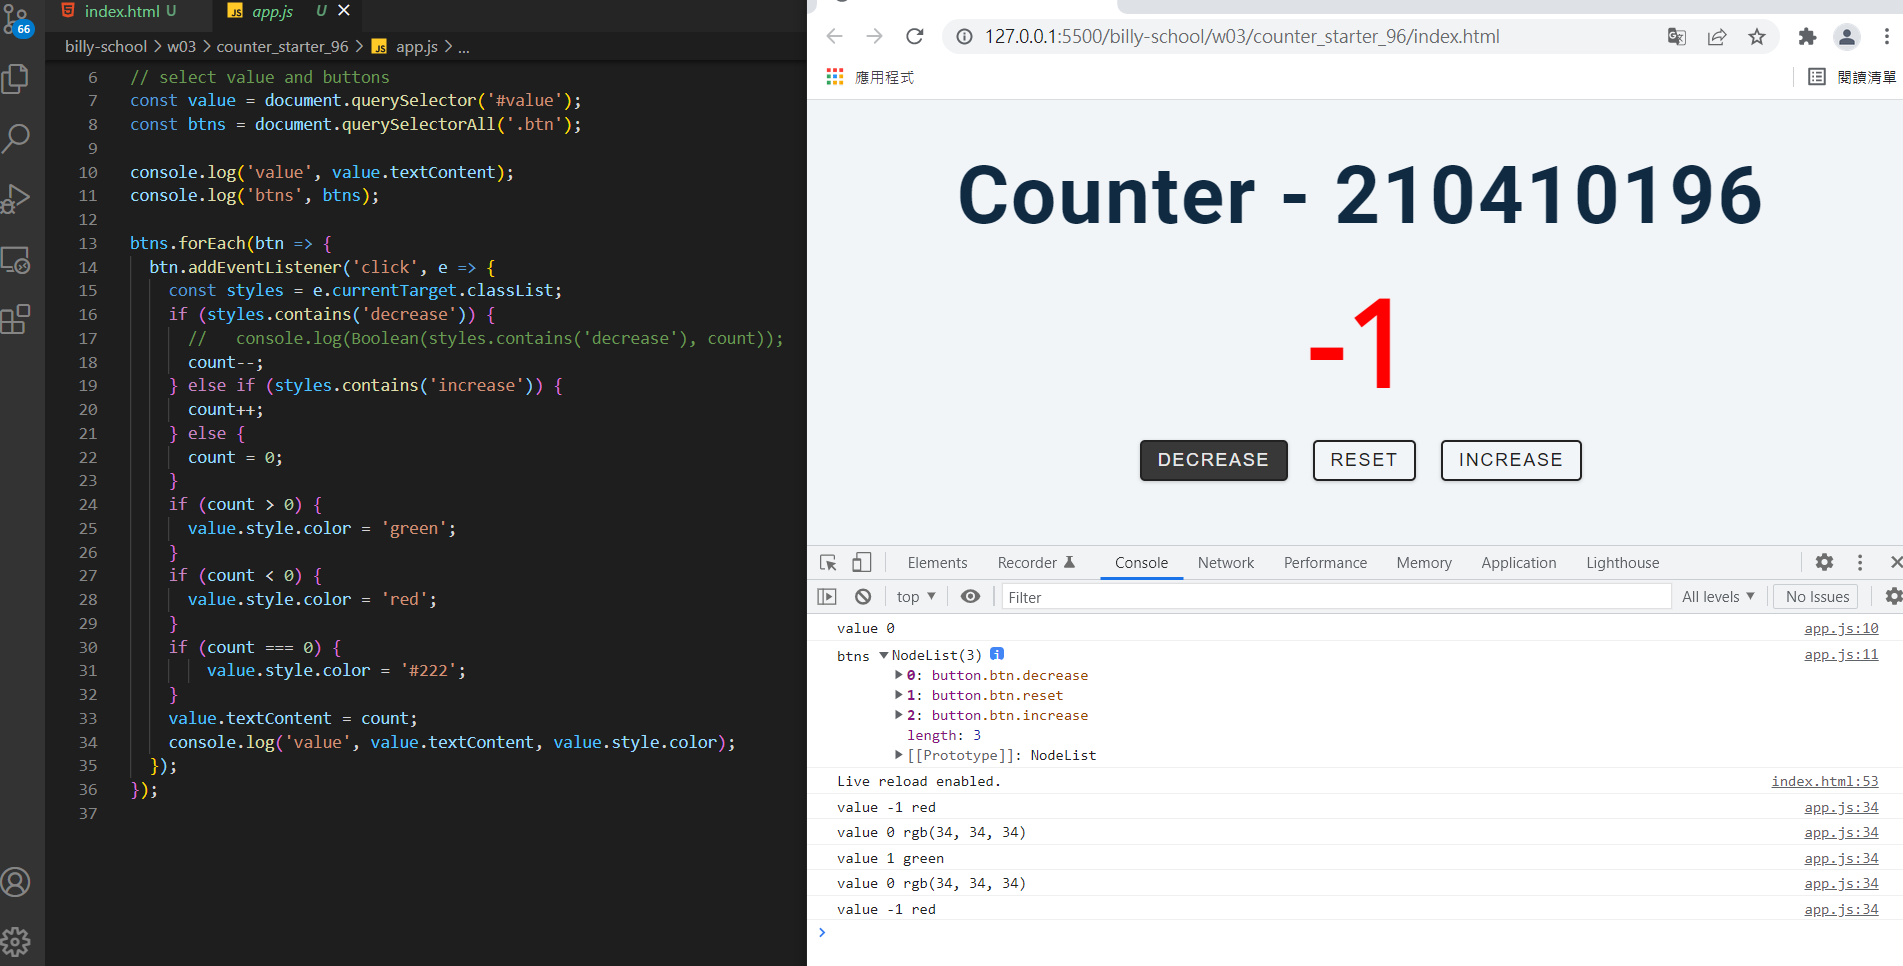 66
index.html U
JS app.js U
billy-school > w03 > counter_starter_96 > JS app.js > ...
6 // select value and buttons
7 const value = document.querySelector('#value');
8 const btns = document.querySelectorAll('.btn');
9
10 console.log('value', value.textContent);
11 console.log('btns', btns);
12
13 btns.forEach(btn => {
14 btn.addEventListener('click', e => {
15 const styles = e.currentTarget.classList;
16 if (styles.contains('decrease')) {
17 //   console.log(Boolean(styles.contains('decrease'), count));
18 count--;
19 } else if (styles.contains('increase')) {
20 count++;
21 } else {
22 count = 0;
23 }
24 if (count > 0) {
25 value.style.color = 'green';
26 }
27 if (count < 0) {
28 value.style.color = 'red';
29 }
30 if (count === 0) {
31 value.style.color = '#222';
32 }
33 value.textContent = count;
34 console.log('value', value.textContent, value.style.color);
35 });
36 });
37
127.0.0.1:5500/billy-school/w03/counter_starter_96/index.html
應用程式
閱讀清單
Counter - 210410196
-1
DECREASE RESET INCREASE
Elements Recorder Console Network Performance Memory Application Lighthouse
top Filter All levels No Issues
value 0 app.js:10
btns NodeList(3) i app.js:11
0: button.btn.decrease
1: button.btn.reset
2: button.btn.increase
length: 3
[[Prototype]]: NodeList
Live reload enabled. index.html:53
value -1 red app.js:34
value 0 rgb(34, 34, 34) app.js:34
value 1 green app.js:34
value 0 rgb(34, 34, 34) app.js:34
value -1 red app.js:34